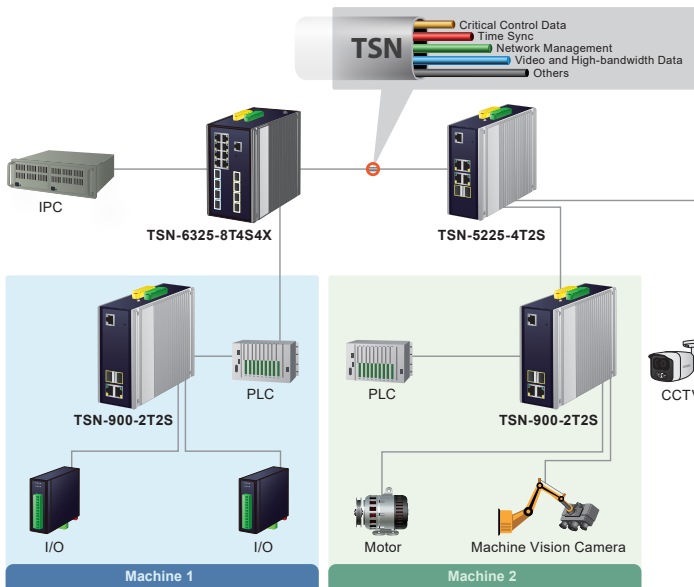 TSN
Critical Control Data
Time Sync
Network Management
Video and High-bandwidth Data
Others
IPC
TSN-6325-8T4S4X
TSN-5225-4T2S
TSN-900-2T2S
PLC
PLC
TSN-900-2T2S
CCTV
I/O
I/O
Motor
Machine Vision Camera
Machine 1
Machine 2